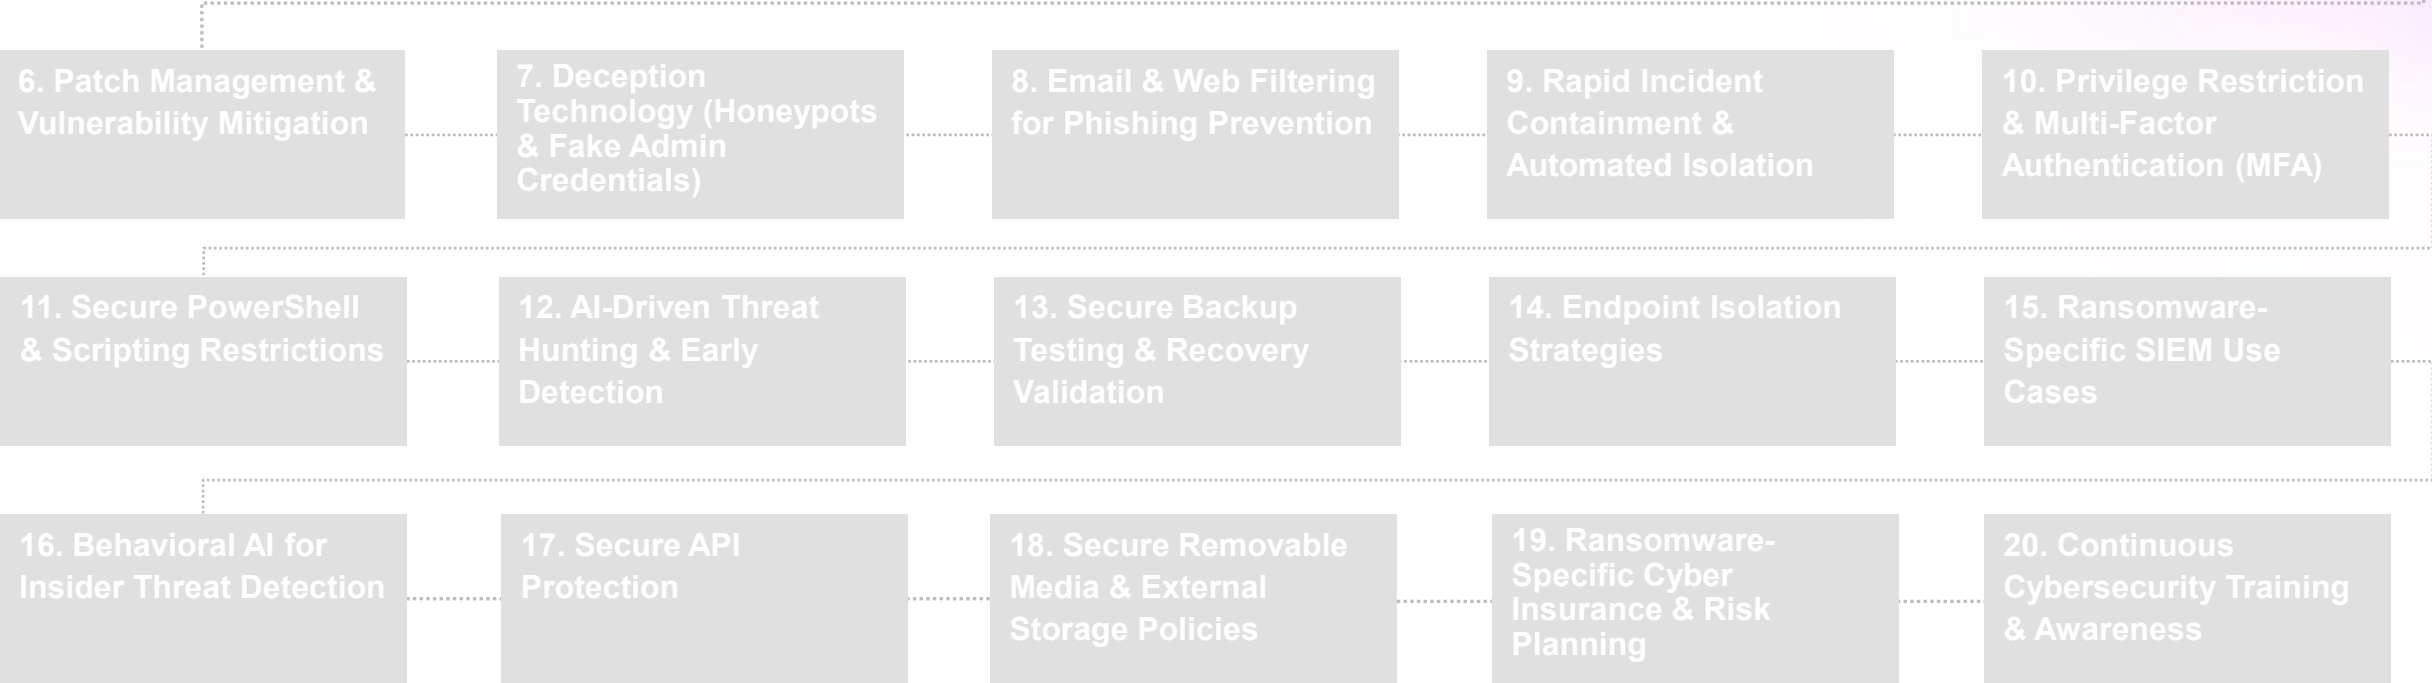 6. Patch Management &
Vulnerability Mitigation
7. Deception
Technology (Honeypots
& Fake Admin
Credentials)
8. Email & Web Filtering
for Phishing Prevention
9. Rapid Incident
Containment &
Automated Isolation
10. Privilege Restriction
& Multi-Factor
Authentication (MFA)
11. Secure PowerShell
& Scripting Restrictions
12. AI-Driven Threat
Hunting & Early
Detection
13. Secure Backup
Testing & Recovery
Validation
14. Endpoint Isolation
Strategies
15. Ransomware-
Specific SIEM Use
Cases
16. Behavioral AI for
Insider Threat Detection
17. Secure API
Protection
18. Secure Removable
Media & External
Storage Policies
19. Ransomware-
Specific Cyber
Insurance & Risk
Planning
20. Continuous
Cybersecurity Training
& Awareness